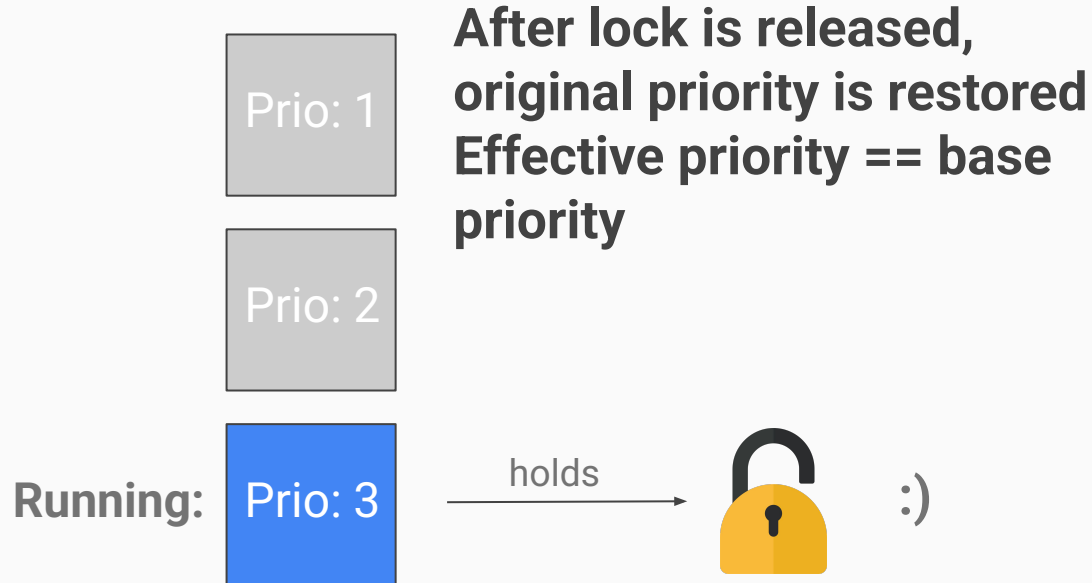 After lock is released,
original priority is restored
Effective priority == base
priority
Prio: 1
Prio: 2
Running:
Prio: 3
holds
:)